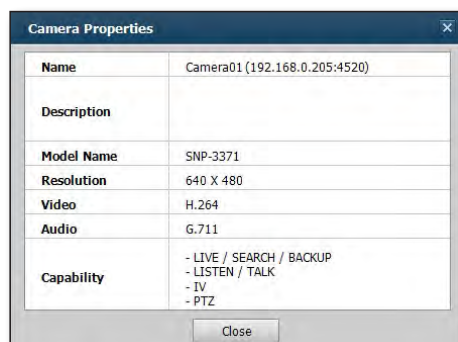 Camera Properties
Name Camera01 (192.168.0.205:4520)
Description
Model Name SNP-3371
Resolution 640 X 480
Video H.264
Audio G.711
Capability
- LIVE / SEARCH / BACKUP
- LISTEN / TALK
- IV
- PTZ
Close